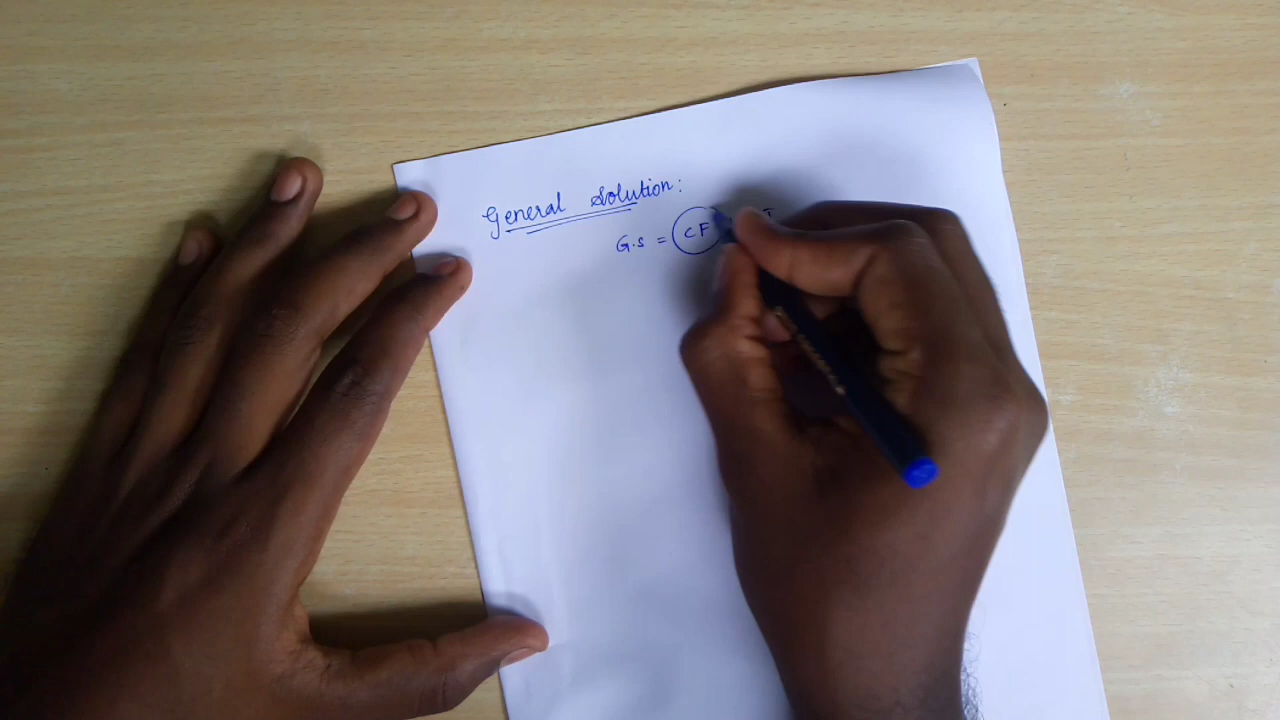 General Solution:
G.S = CF